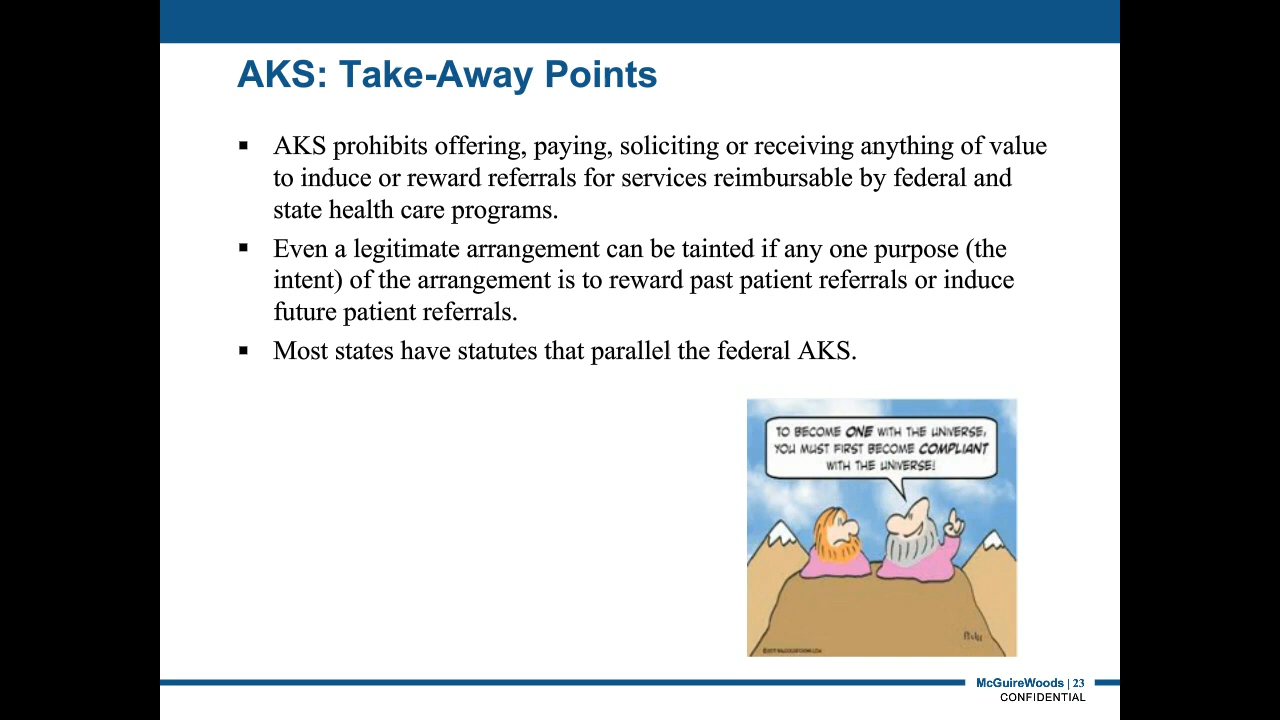 AKS: Take-Away Points
▪ AKS prohibits offering, paying, soliciting or receiving anything of value
to induce or reward referrals for services reimbursable by federal and
state health care programs.
▪ Even a legitimate arrangement can be tainted if any one purpose (the
intent) of the arrangement is to reward past patient referrals or induce
future patient referrals.
▪ Most states have statutes that parallel the federal AKS.
TO BECOME ONE WITH THE UNIVERSE,
YOU MUST FIRST BECOME COMPLIANT
WITH THE UNIVERSE!
McGuireWoods | 23
CONFIDENTIAL